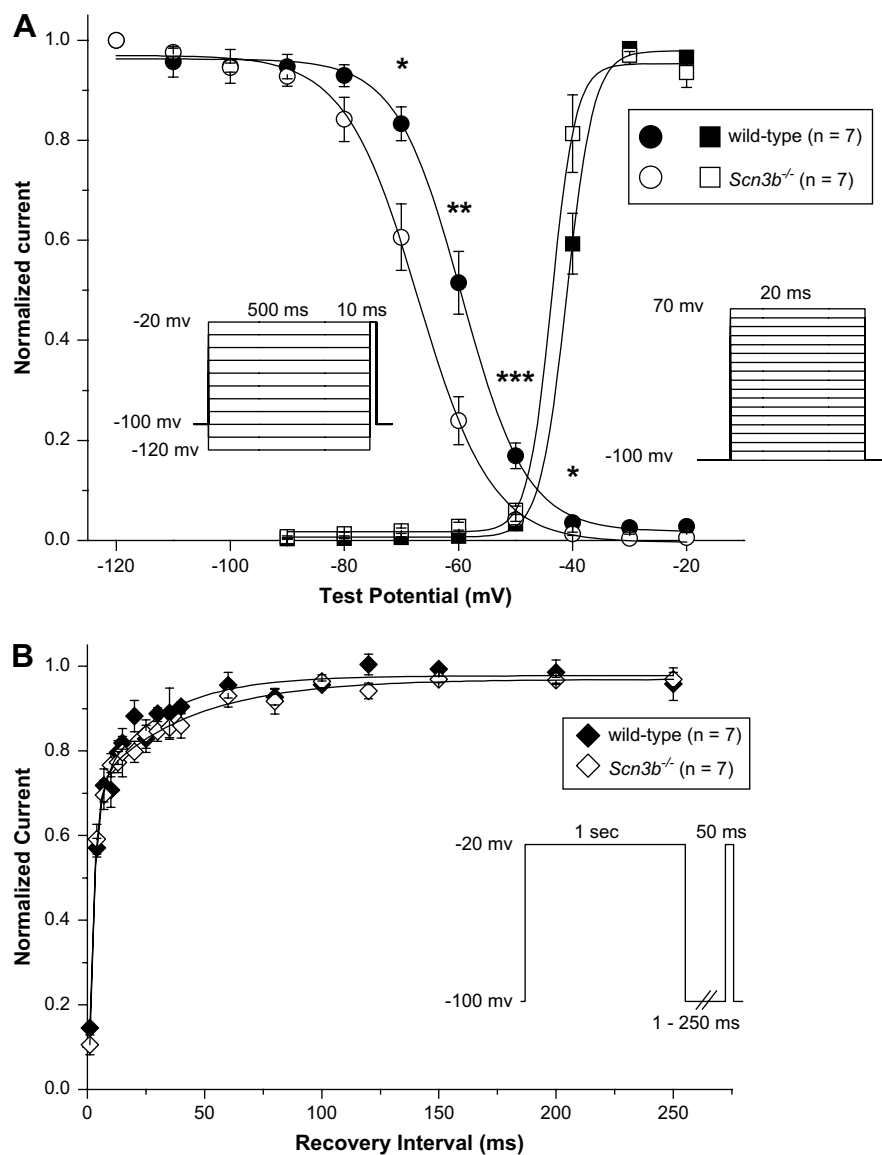 A
1.0
0.8
0.6
0.4
0.2
0.0
Normalized current
-120
-100
-80
-60
-40
-20
Test Potential (mV)
*
**
***
*
wild-type (n = 7)
Scn3b-/- (n = 7)
500 ms
10 ms
-20 mv
-100 mv
-120 mv
20 ms
70 mv
-100 mv
B
1.0
0.8
0.6
0.4
0.2
0.0
Normalized Current
0
50
100
150
200
250
Recovery Interval (ms)
wild-type (n = 7)
Scn3b-/- (n = 7)
-20 mv
1 sec
50 ms
-100 mv
1 - 250 ms